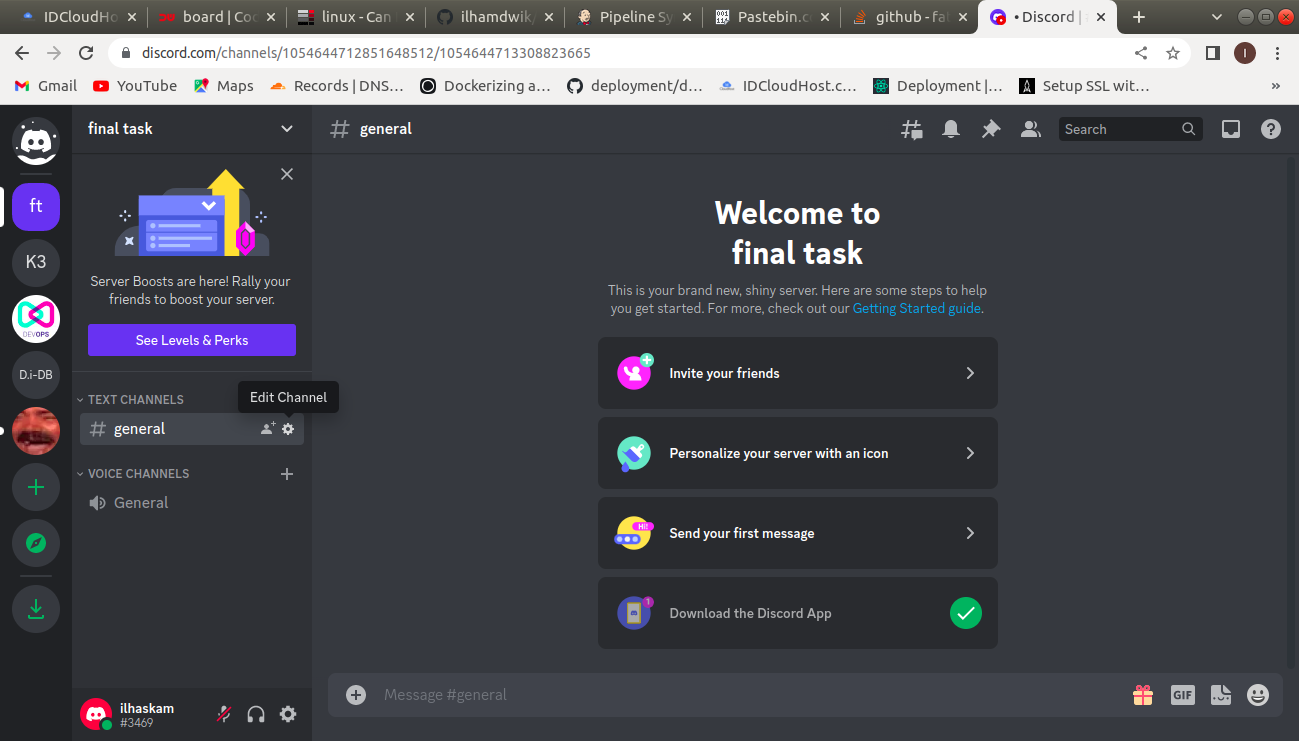 IDCloudHo
board | Coo
linux - Can
ilhamdwik/
Pipeline Sy
Pastebin.c
github - fa
• Discord |
discord.com/channels/1054644712851648512/1054644713308823665
I
Gmail
YouTube
Maps
Records | DNS...
Dockerizing a...
deployment/d...
IDCloudHost.c...
Deployment |...
Setup SSL wit...
»
final task
general
Search
ft
K3
DEVOPS
D.i-DB
Server Boosts are here! Rally your
friends to boost your server.
See Levels & Perks
Edit Channel
TEXT CHANNELS
general
VOICE CHANNELS
General
Welcome to
final task
This is your brand new, shiny server. Here are some steps to help
you get started. For more, check out our Getting Started guide.
Invite your friends
Personalize your server with an icon
Hi!
Send your first message
1
Download the Discord App
ilhaskam
#3469
Message #general
GIF